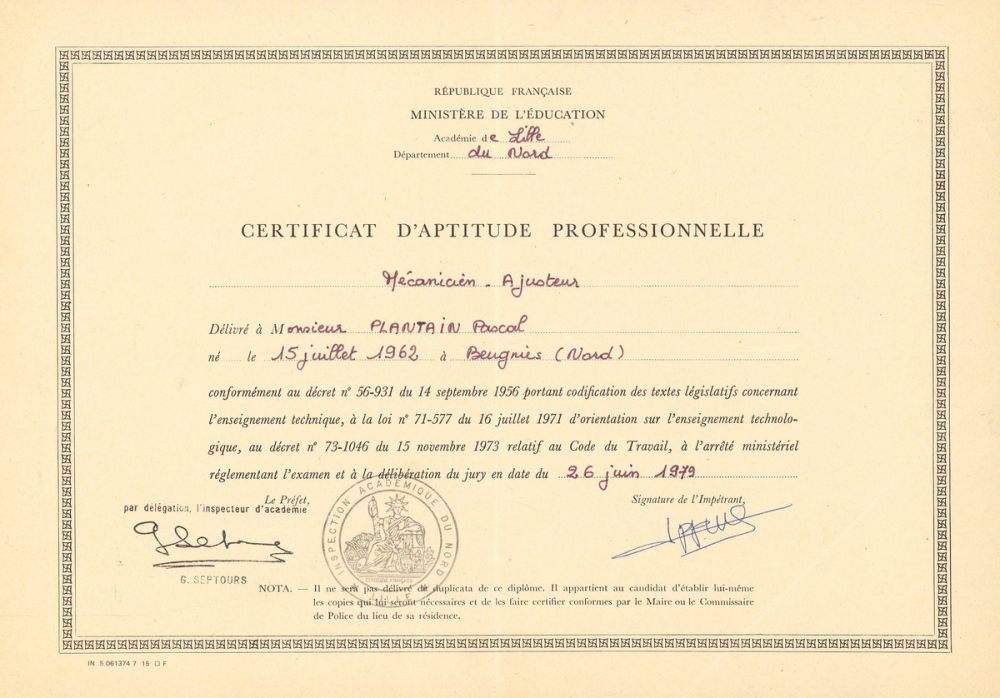 RÉPUBLIQUE FRANÇAISE
MINISTÈRE DE L'ÉDUCATION
Académie de Lille
Département du Nord
CERTIFICAT D'APTITUDE PROFESSIONNELLE
Mécanicien - Ajusteur
Délivré à Monsieur PLANTAIN Pascal
né le 15 juillet 1962 à Beugnies (Nord)
conformément au décret n° 56-931 du 14 septembre 1956 portant codification des textes législatifs concernant
l'enseignement technique, à la loi n° 71-577 du 16 juillet 1971 d'orientation sur l'enseignement technolo-
gique, au décret n° 73-1046 du 15 novembre 1973 relatif au Code du Travail, à l'arrêté ministériel
réglementant l'examen et à la délibération du jury en date du 26 juin 1979
Le Préfet,
par délégation, l'inspecteur d'académie
G. SEPTOURS
INSPECTION ACADÉMIQUE DU NORD
LILLE
Signature de l'Impétrant,
NOTA. — Il ne sera pas délivré de duplicata de ce diplôme. Il appartient au candidat d'établir lui-même
les copies qui lui seront nécessaires et de les faire certifier conformes par le Maire ou le Commissaire
de Police du lieu de sa résidence.
IN 5 061374 7 15 □ F